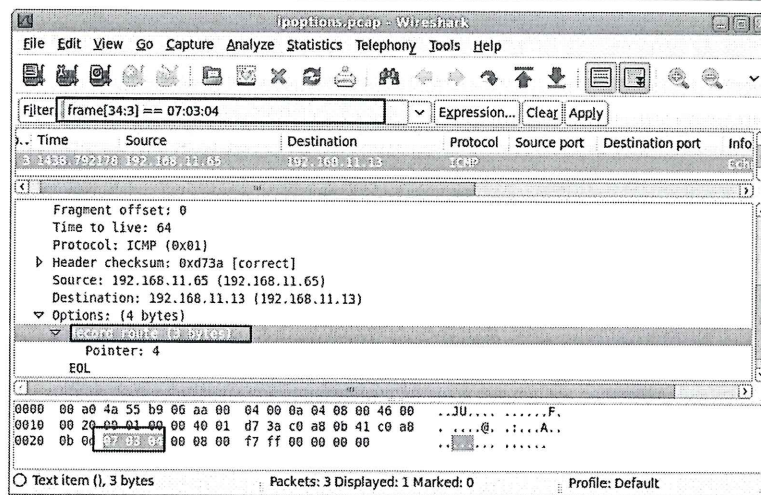 ipoptions.pcap - Wireshark
File Edit View Go Capture Analyze Statistics Telephony Tools Help
Filter frame[34:3] == 07:03:04 Expression... Clear Apply
Time Source Destination Protocol Source port Destination port Info
3 1438.792178 192.168.11.65 192.168.11.13 ICMP Ech
Fragment offset: 0
Time to live: 64
Protocol: ICMP (0x01)
Header checksum: 0xd73a [correct]
Source: 192.168.11.65 (192.168.11.65)
Destination: 192.168.11.13 (192.168.11.13)
Options: (4 bytes)
Record route (3 bytes)
Pointer: 4
EOL
0000 00 a0 4a 55 b9 06 aa 00 04 00 0a 04 08 00 46 00 ..JU.... ......F.
0010 00 20 00 01 00 00 40 01 d7 3a c0 a8 0b 41 c0 a8 . ....@. .:...A..
0020 0b 0d 07 03 04 00 08 00 f7 ff 00 00 00 00 ........ ......
Text item (), 3 bytes Packets: 3 Displayed: 1 Marked: 0 Profile: Default